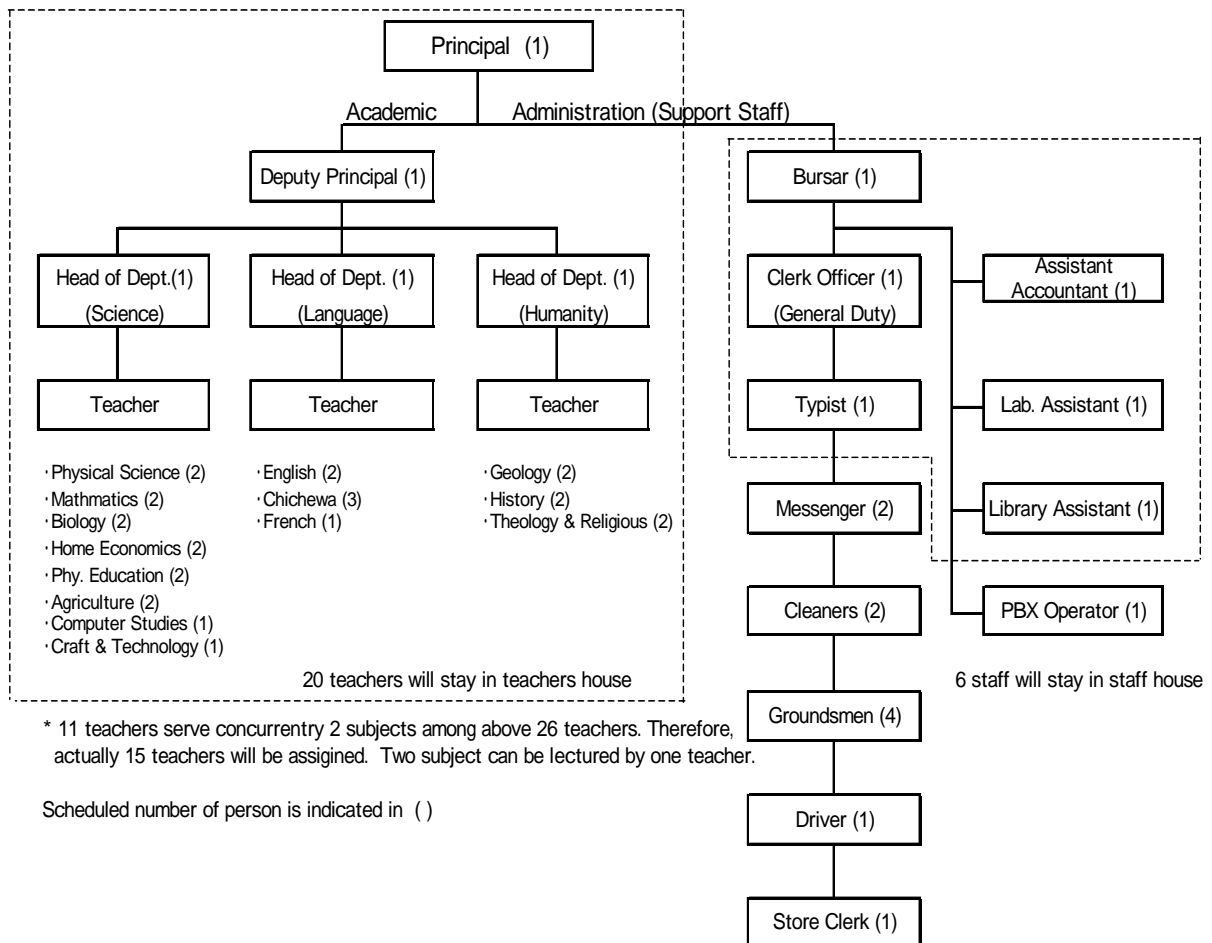 Principal (1)
Academic
Administration (Support Staff)
Deputy Principal (1)
Bursar (1)
Head of Dept.(1)
(Science)
Head of Dept. (1)
(Language)
Head of Dept. (1)
(Humanity)
Clerk Officer (1)
(General Duty)
Assistant
Accountant (1)
Teacher
Teacher
Teacher
Typist (1)
Lab. Assistant (1)
·Physical Science (2)
·Mathmatics (2)
·Biology (2)
·Home Economics (2)
·Phy. Education (2)
·Agriculture (2)
·Computer Studies (1)
·Craft & Technology (1)
·English (2)
·Chichewa (3)
·French (1)
·Geology (2)
·History (2)
·Theology & Religious (2)
Messenger (2)
Library Assistant (1)
Cleaners (2)
PBX Operator (1)
20 teachers will stay in teachers house
6 staff will stay in staff house
Groundsmen (4)
* 11 teachers serve concurrentry 2 subjects among above 26 teachers. Therefore,
actually 15 teachers will be assigined. Two subject can be lectured by one teacher.
Scheduled number of person is indicated in ( )
Driver (1)
Store Clerk (1)